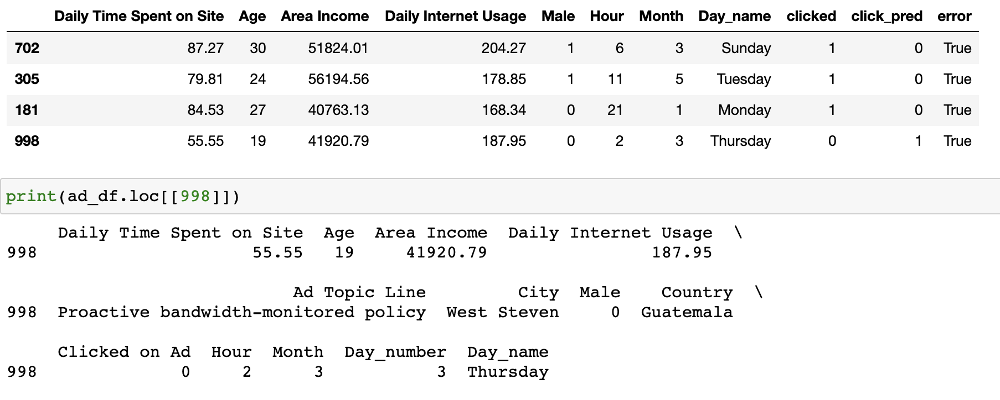 Daily Time Spent on Site Age Area Income Daily Internet Usage Male Hour Month Day_name clicked click_pred error
702 87.27 30 51824.01 204.27 1 6 3 Sunday 1 0 True
305 79.81 24 56194.56 178.85 1 11 5 Tuesday 1 0 True
181 84.53 27 40763.13 168.34 0 21 1 Monday 1 0 True
998 55.55 19 41920.79 187.95 0 2 3 Thursday 0 1 True
print(ad_df.loc[[998]])
Daily Time Spent on Site Age Area Income Daily Internet Usage \
998 55.55 19 41920.79 187.95
Ad Topic Line City Male Country \
998 Proactive bandwidth-monitored policy West Steven 0 Guatemala
Clicked on Ad Hour Month Day_number Day_name
998 0 2 3 3 Thursday